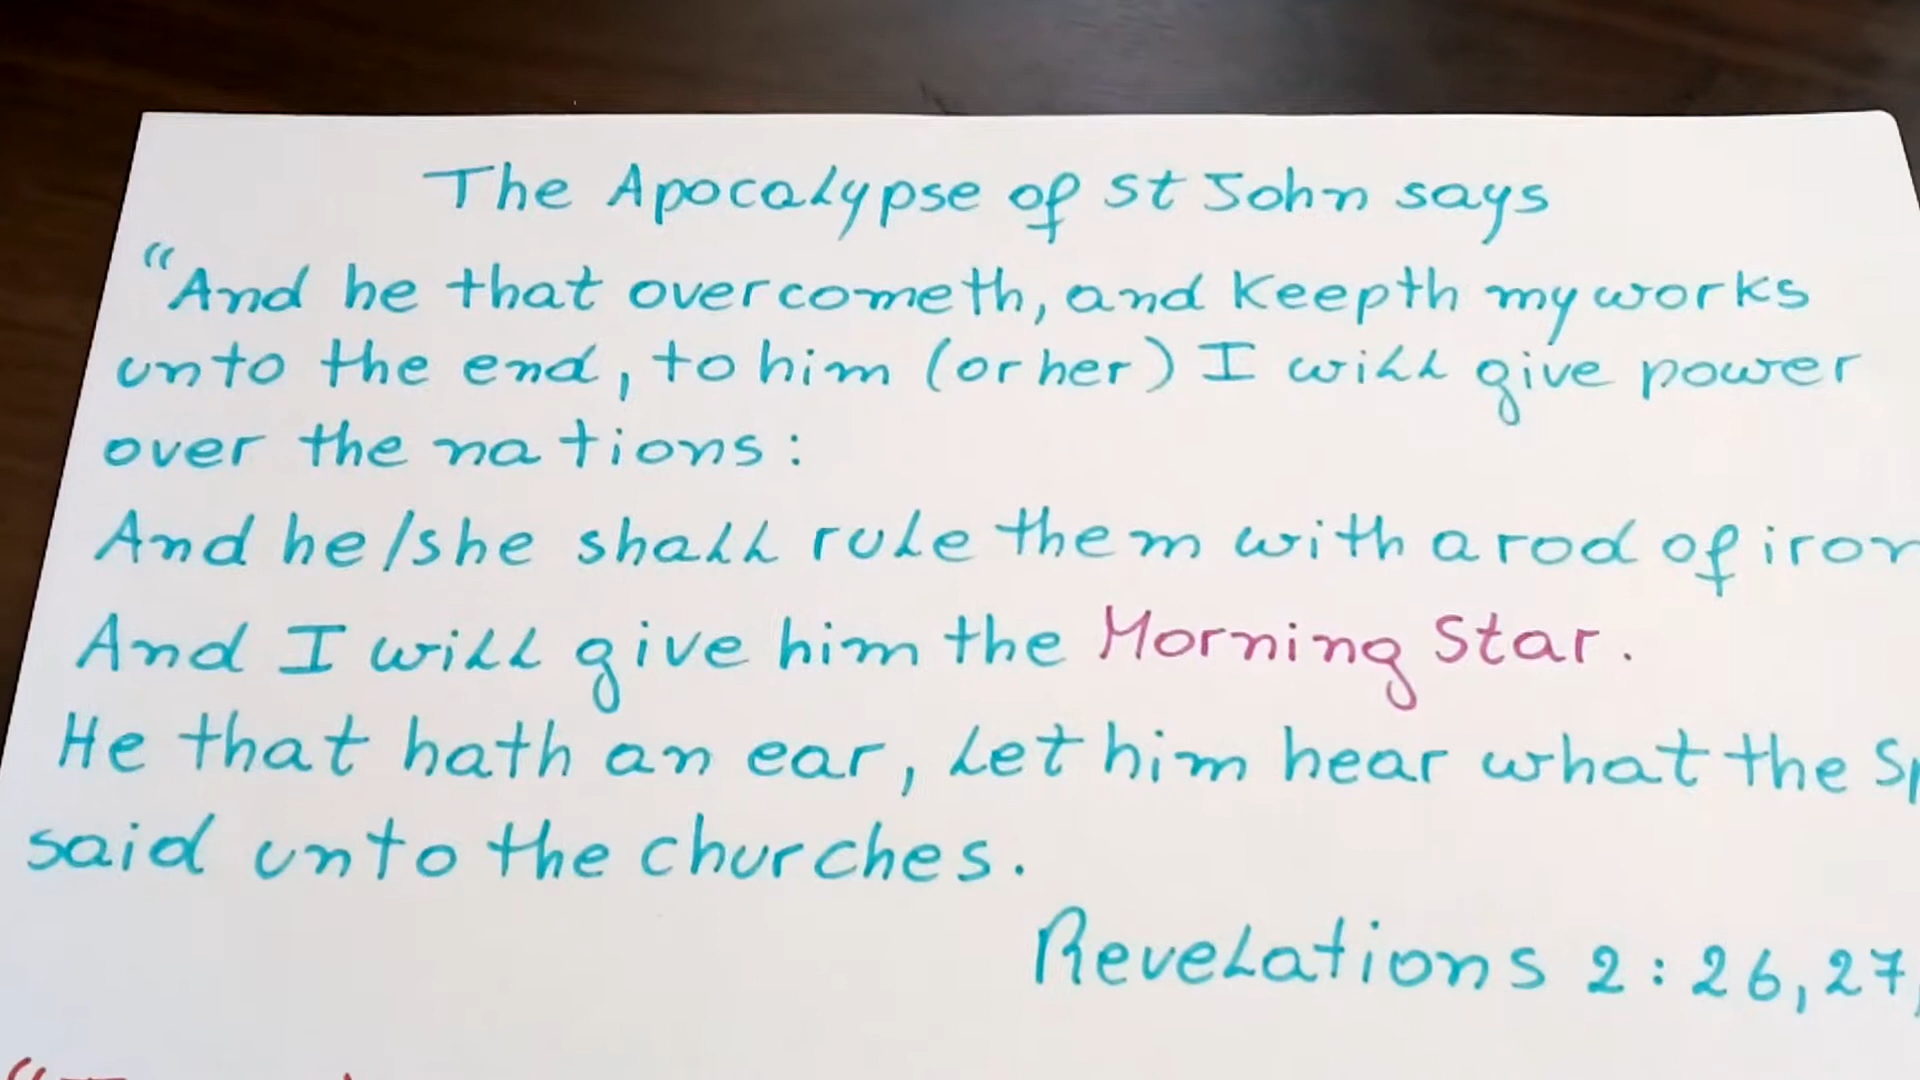 The Apocalypse of St John says
“And he that overcometh, and Keepth my works
unto the end, to him (or her) I will give power
over the nations:
And he/she shall rule them with a rod of iron
And I will give him the Morning Star.
He that hath an ear, Let him hear what the
said unto the churches.
Revelations 2:26,27,